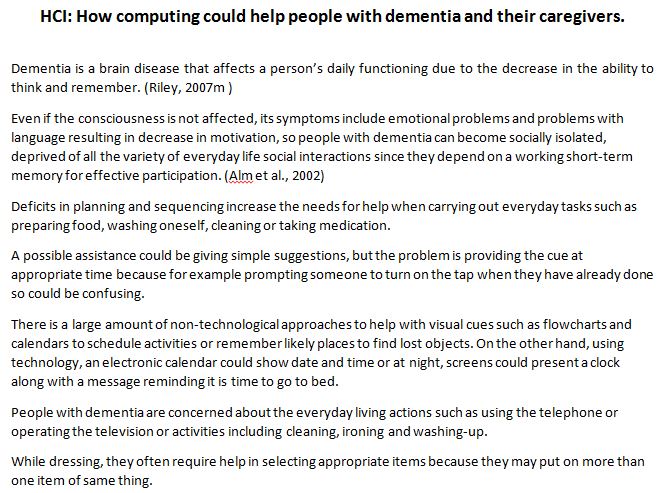 HCI: How computing could help people with dementia and their caregivers.
Dementia is a brain disease that affects a person's daily functioning due to the decrease in the ability to
think and remember. (Riley, 2007m )
Even if the consciousness is not affected, its symptoms include emotional problems and problems with
language resulting in decrease in motivation, so people with dementia can become socially isolated,
deprived of all the variety of everyday life social interactions since they depend on a working short-term
memory for effective participation. (Alm et al., 2002)
Deficits in planning and sequencing increase the needs for help when carrying out everyday tasks such as
preparing food, washing oneself, cleaning or taking medication.
A possible assistance could be giving simple suggestions, but the problem is providing the cue at
appropriate time because for example prompting someone to turn on the tap when they have already done
so could be confusing.
There is a large amount of non-technological approaches to help with visual cues such as flowcharts and
calendars to schedule activities or remember likely places to find lost objects. On the other hand, using
technology, an electronic calendar could show date and time or at night, screens could present a clock
along with a message reminding it is time to go to bed.
People with dementia are concerned about the everyday living actions such as using the telephone or
operating the television or activities including cleaning, ironing and washing-up.
While dressing, they often require help in selecting appropriate items because they may put on more than
one item of same thing.